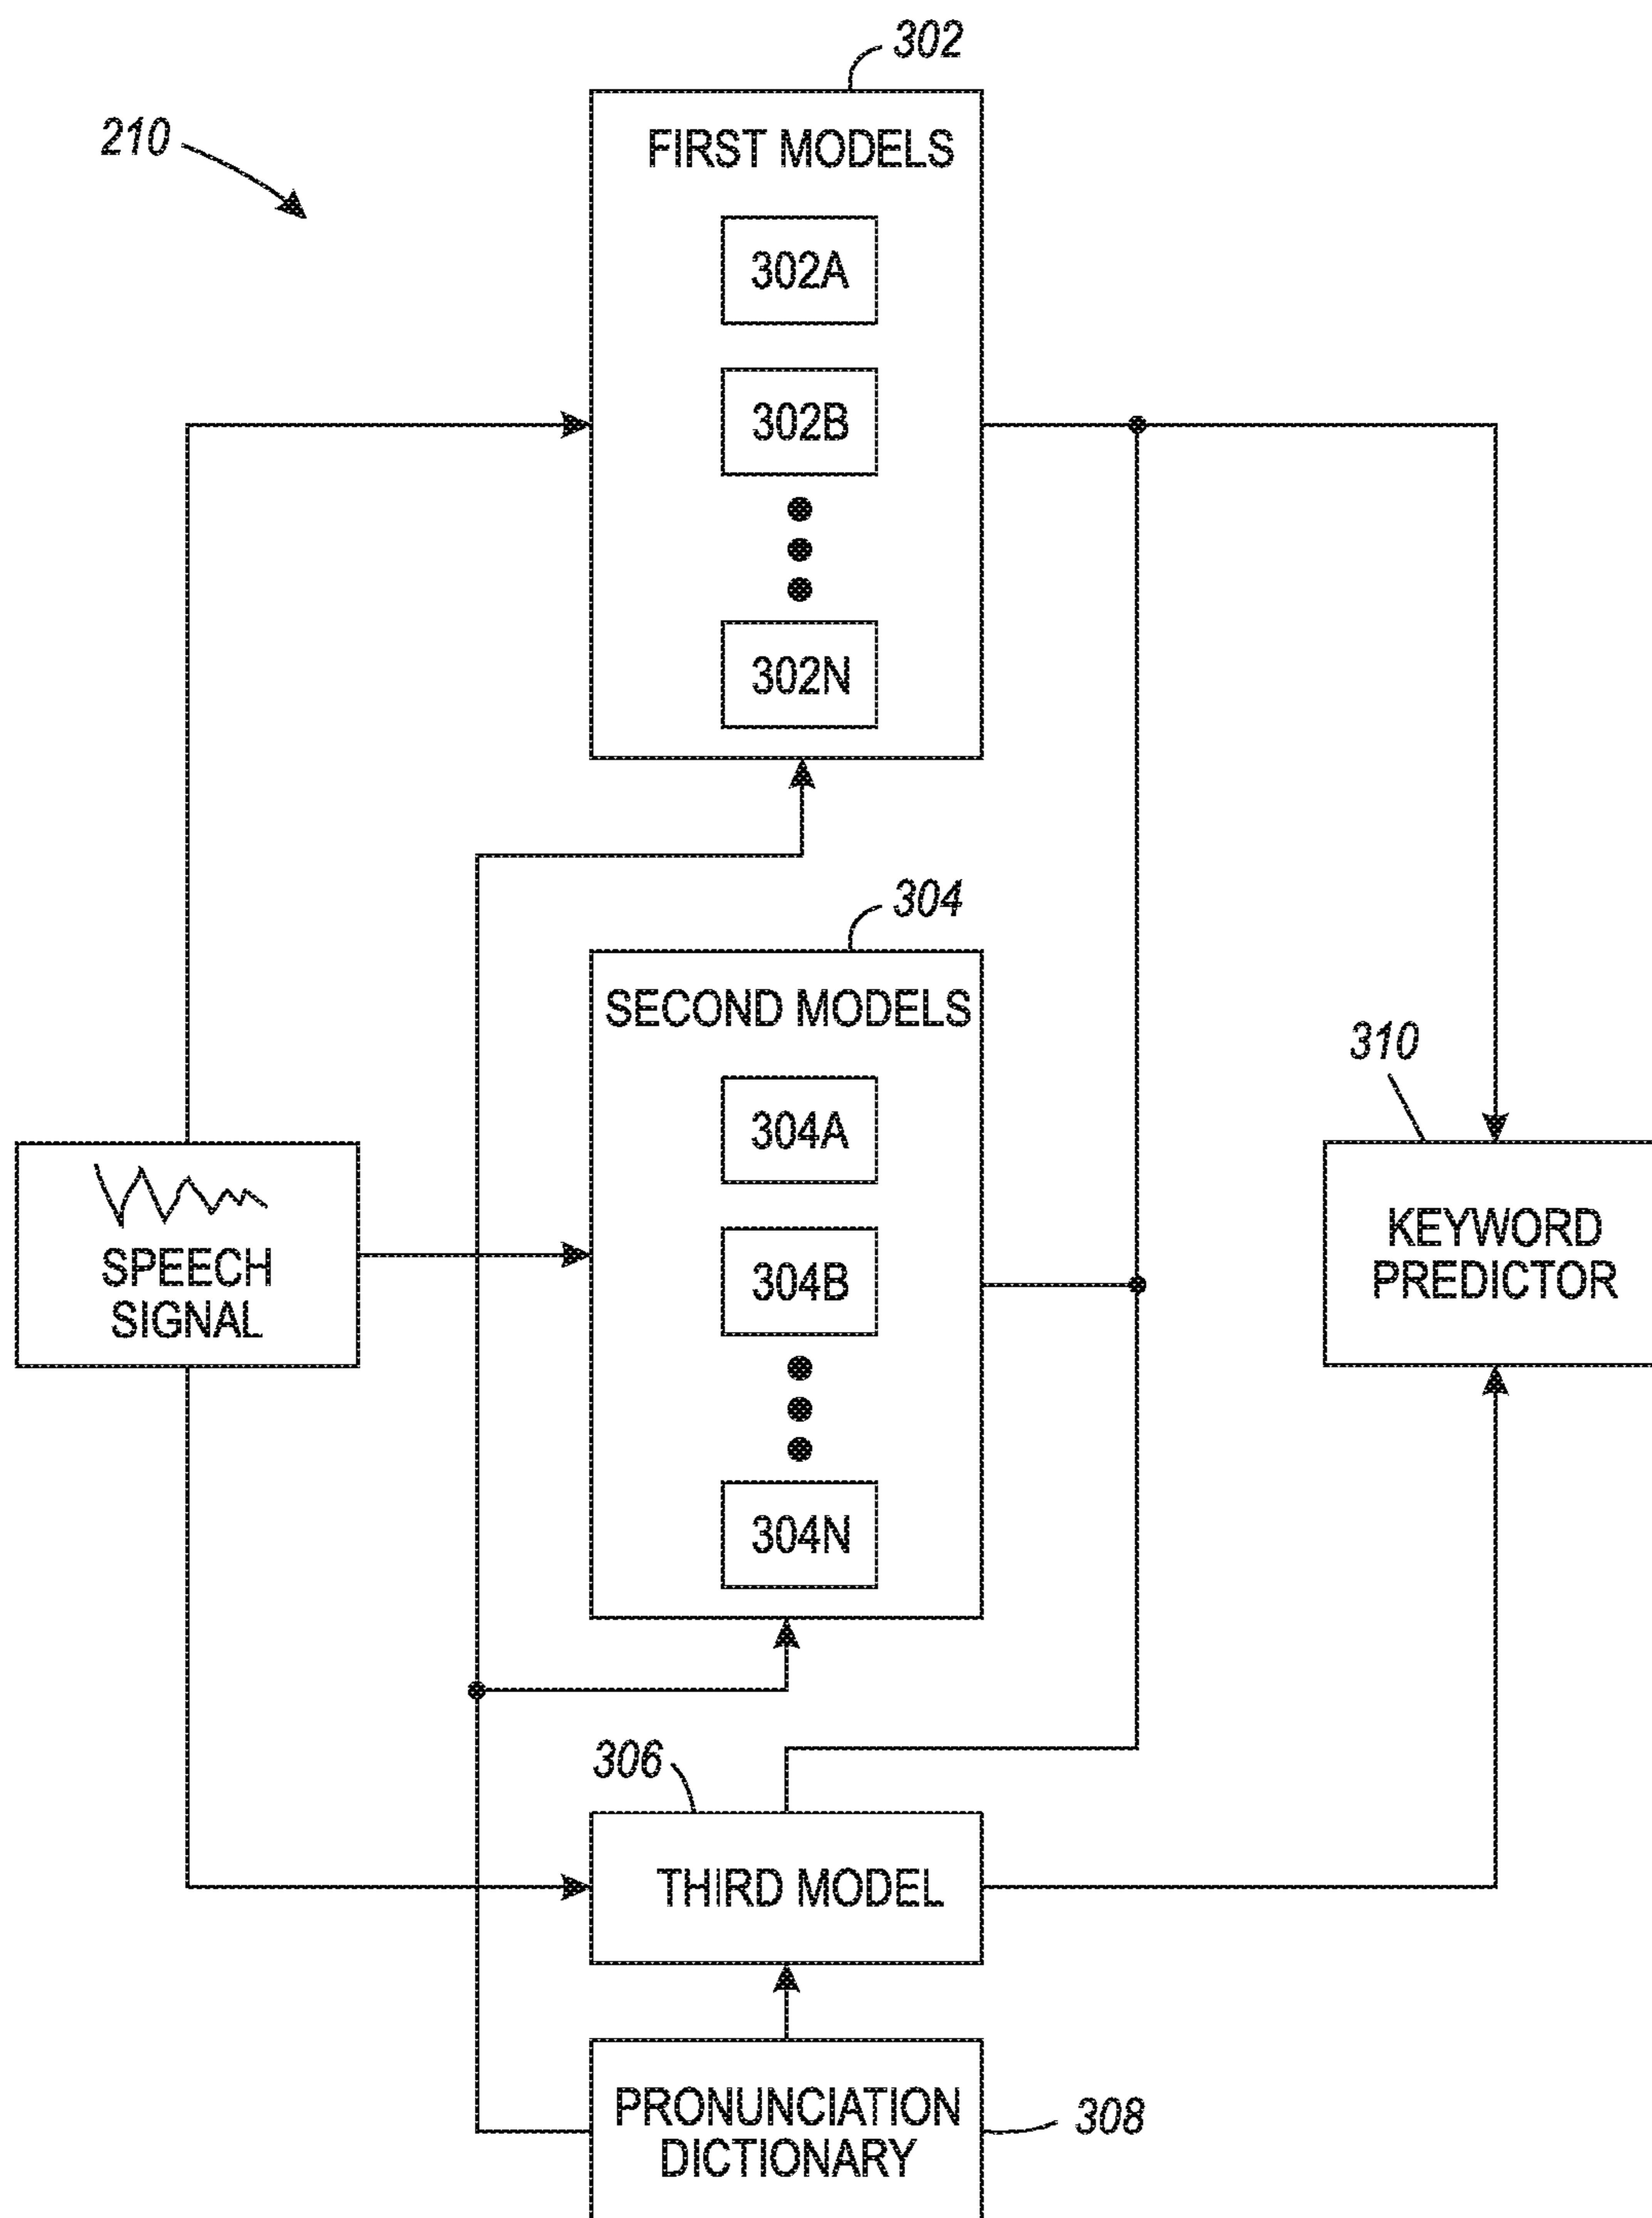 302
210
FIRST MODELS
302A
302B
302N
304
SECOND MODELS
304A
310
SPEECH
SIGNAL
304B
KEYWORD
PREDICTOR
304N
306
THIRD MODEL
PRONUNCIATION
DICTIONARY
308